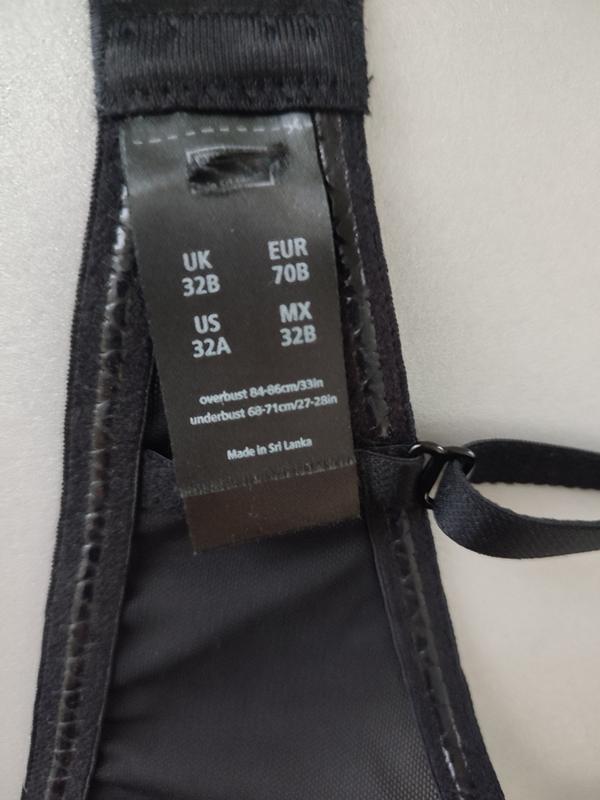 UK EUR
32B 70B
US MX
32A 32B
overbust 84-86cm/33in
underbust 68-71cm/27-28in
Made in Sri Lanka